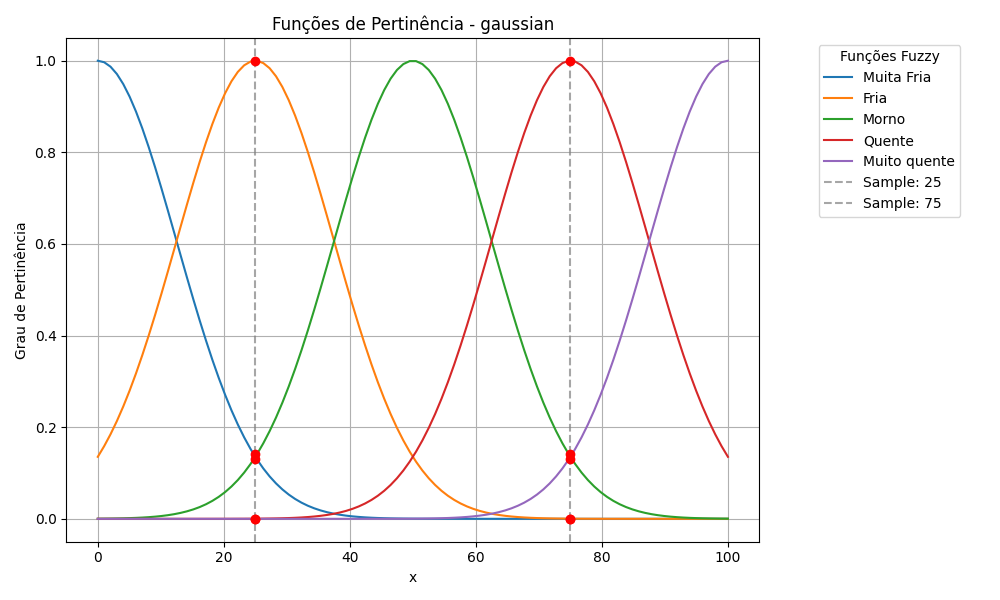 Funções de Pertinência - gaussian
Grau de Pertinência
1.0
0.8
0.6
0.4
0.2
0.0
0
20
40
60
80
100
x
Funções Fuzzy
Muita Fria
Fria
Morno
Quente
Muito quente
Sample: 25
Sample: 75